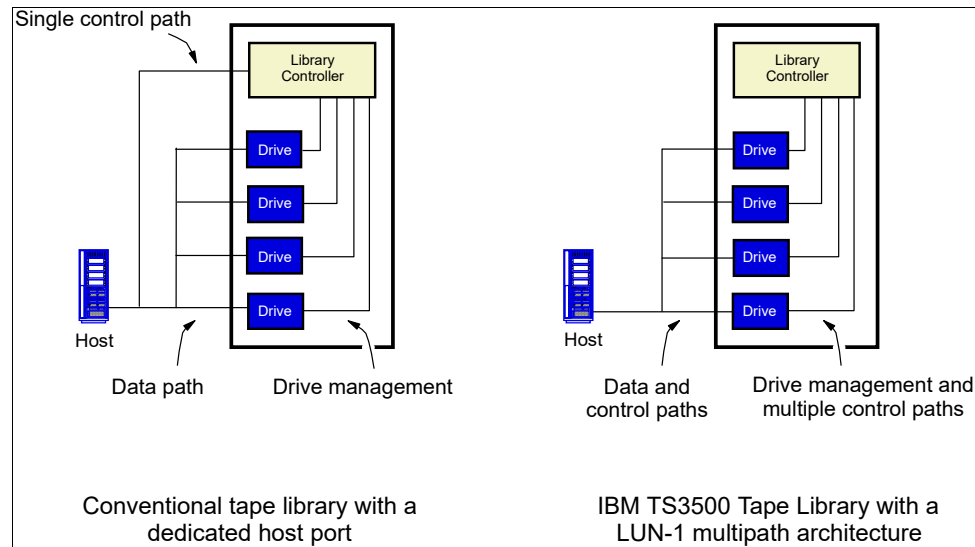 Single control path
Library
Controller
Drive
Drive
Drive
Drive
Host
Data path
Drive management
Conventional tape library with a
dedicated host port
Library
Controller
Drive
Drive
Drive
Drive
Host
Data and
control paths
Drive management and
multiple control paths
IBM TS3500 Tape Library with a
LUN-1 multipath architecture